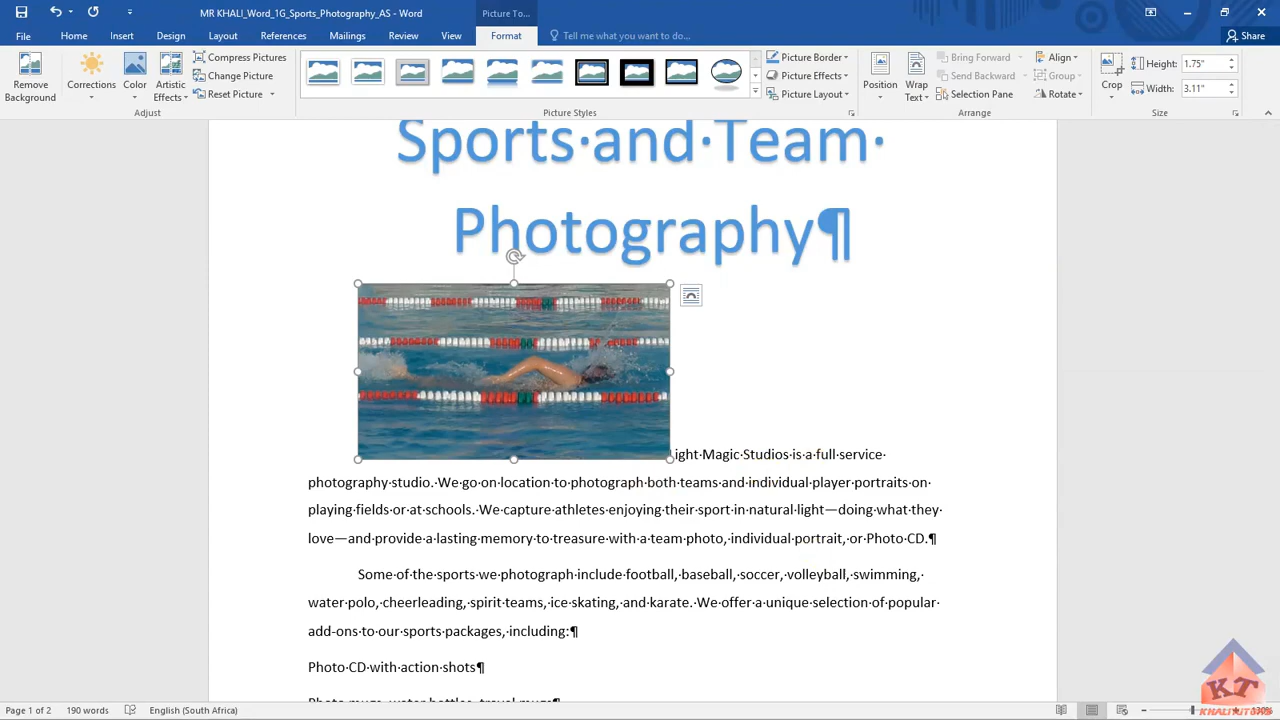 MR KHALI_Word_1G_Sports_Photography_AS - Word
Picture To...
File Home Insert Design Layout References Mailings Review View Format Tell me what you want to do... Share
Remove Background
Corrections
Color
Artistic Effects
Compress Pictures
Change Picture
Reset Picture
Adjust
Picture Styles
Picture Border
Picture Effects
Picture Layout
Position
Wrap Text
Bring Forward
Send Backward
Selection Pane
Align
Group
Rotate
Arrange
Crop
Height: 1.75"
Width: 3.11"
Size
Sports·and·Team·
Photography¶
ight·Magic·Studios·is·a·full·service·
photography·studio.·We·go·on·location·to·photograph·both·teams·and·individual·player·portraits·on·
playing·fields·or·at·schools.·We·capture·athletes·enjoying·their·sport·in·natural·light—doing·what·they·
love—and·provide·a·lasting·memory·to·treasure·with·a·team·photo,·individual·portrait,·or·Photo·CD.¶
Some·of·the·sports·we·photograph·include·football,·baseball,·soccer,·volleyball,·swimming,·
water·polo,·cheerleading,·spirit·teams,·ice·skating,·and·karate.·We·offer·a·unique·selection·of·popular·
add-ons·to·our·sports·packages,·including:¶
Photo·CD·with·action·shots¶
Page 1 of 2 190 words English (South Africa)
KT
KHALITUTORS